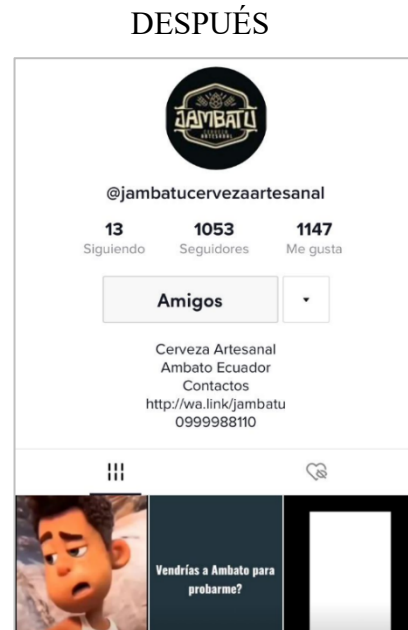 DESPUÉS
JAMBATU
CERVEZA
ARTESANAL
@jambatucervezaartesanal
13 1053 1147
Siguiendo Seguidores Me gusta
Amigos
Cerveza Artesanal
Ambato Ecuador
Contactos
http://wa.link/jambatu
0999988110
Vendrías a Ambato para
probarme?